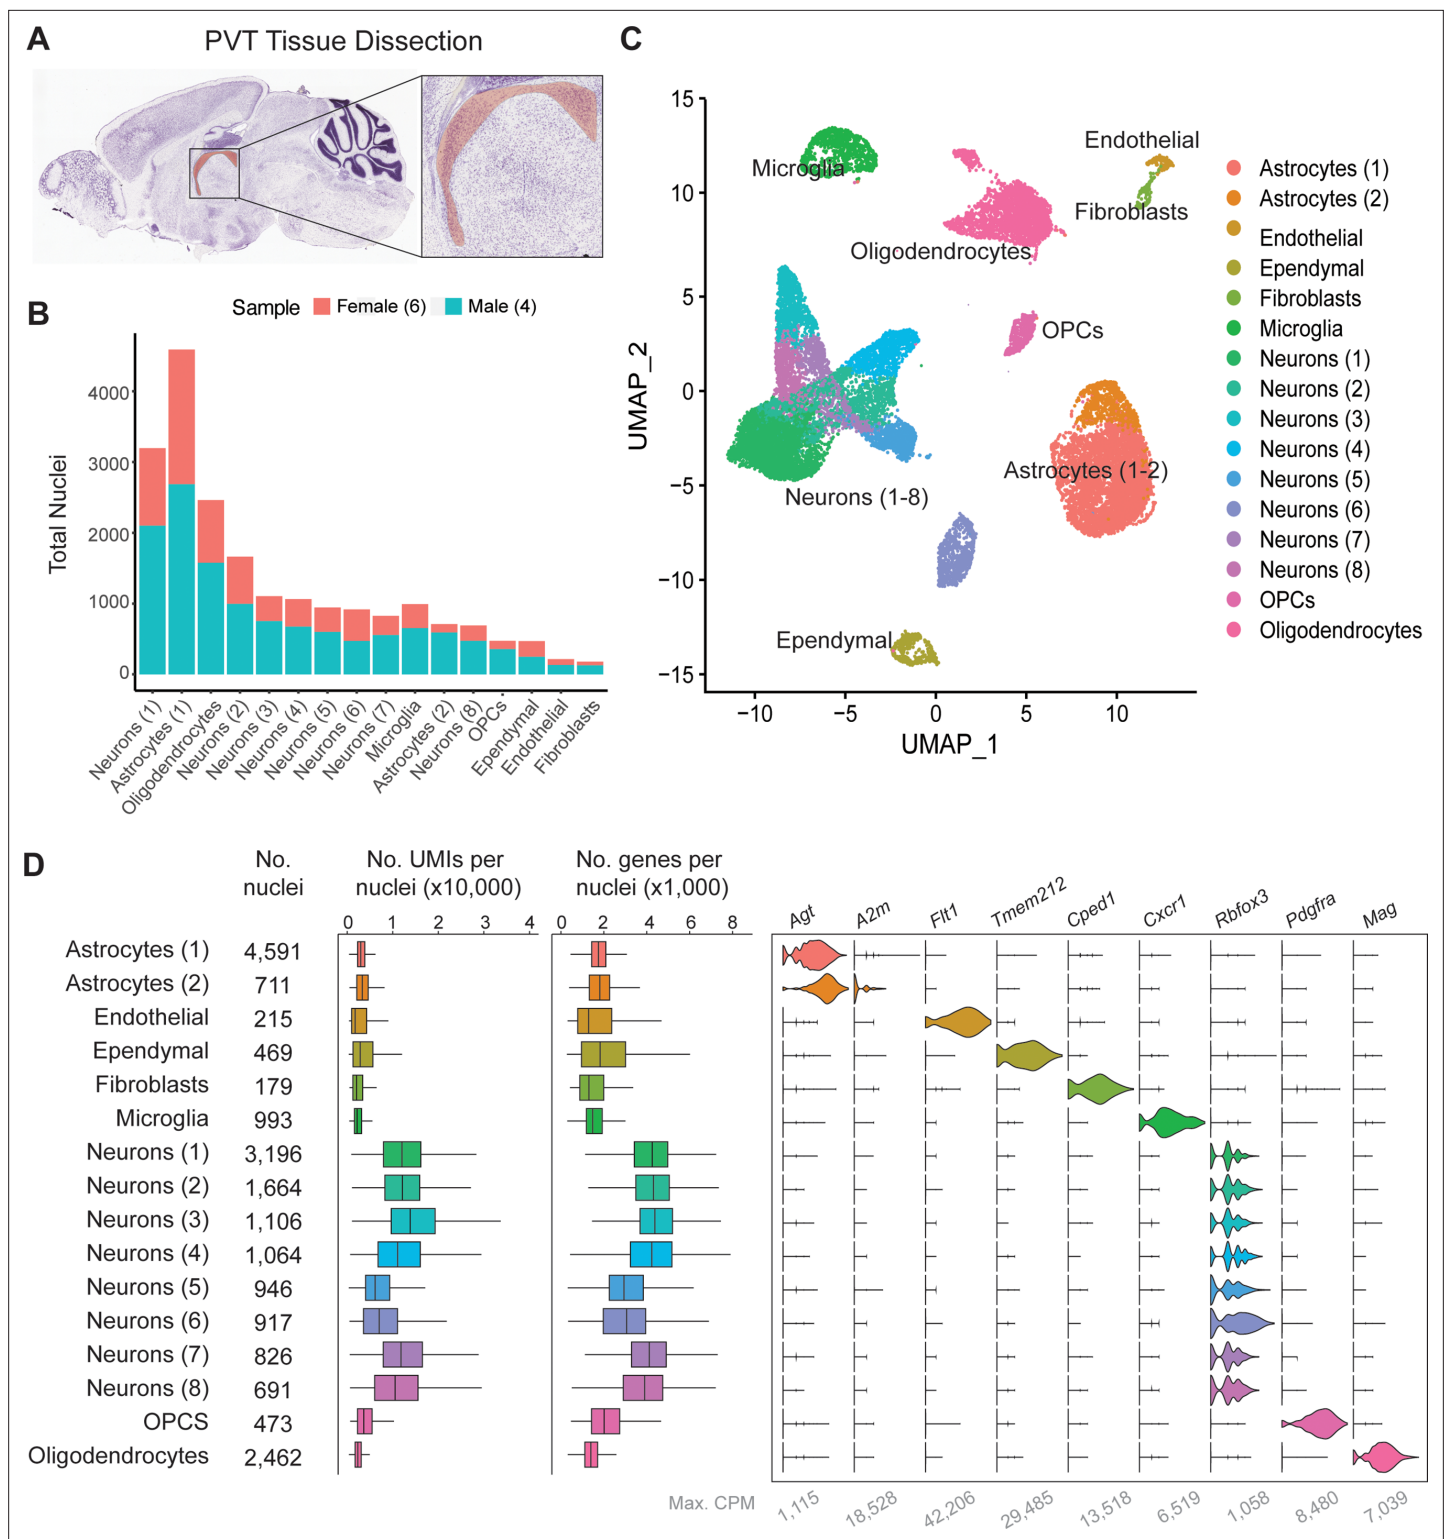 A
PVT Tissue Dissection
B
Sample Female (6) Male (4)
Total Nuclei
4000
3000
2000
1000
0
Neurons (1)
Astrocytes (1)
Oligodendrocytes
Neurons (2)
Neurons (3)
Neurons (4)
Neurons (5)
Neurons (6)
Neurons (7)
Microglia
Astrocytes (2)
Neurons (8)
OPCs
Ependymal
Endothelial
Fibroblasts
C
UMAP_2
15
10
5
0
−5
−10
−15
Microglia
Endothelial
Fibroblasts
Oligodendrocytes
OPCs
Astrocytes (1-2)
Neurons (1-8)
Ependymal
−10 −5 0 5 10
UMAP_1
Astrocytes (1)
Astrocytes (2)
Endothelial
Ependymal
Fibroblasts
Microglia
Neurons (1)
Neurons (2)
Neurons (3)
Neurons (4)
Neurons (5)
Neurons (6)
Neurons (7)
Neurons (8)
OPCs
Oligodendrocytes
D
No. nuclei
No. UMIs per nuclei (x10,000)
No. genes per nuclei (x1,000)
0 1 2 3 4
0 2 4 6 8
Agt A2m Flt1 Tmem212 Cped1 Cxcr1 Rbfox3 Pdgfra Mag
Astrocytes (1) 4,591
Astrocytes (2) 711
Endothelial 215
Ependymal 469
Fibroblasts 179
Microglia 993
Neurons (1) 3,196
Neurons (2) 1,664
Neurons (3) 1,106
Neurons (4) 1,064
Neurons (5) 946
Neurons (6) 917
Neurons (7) 826
Neurons (8) 691
OPCS 473
Oligodendrocytes 2,462
Max. CPM 1,115 18,528 42,206 29,485 13,518 6,519 1,058 8,480 7,039